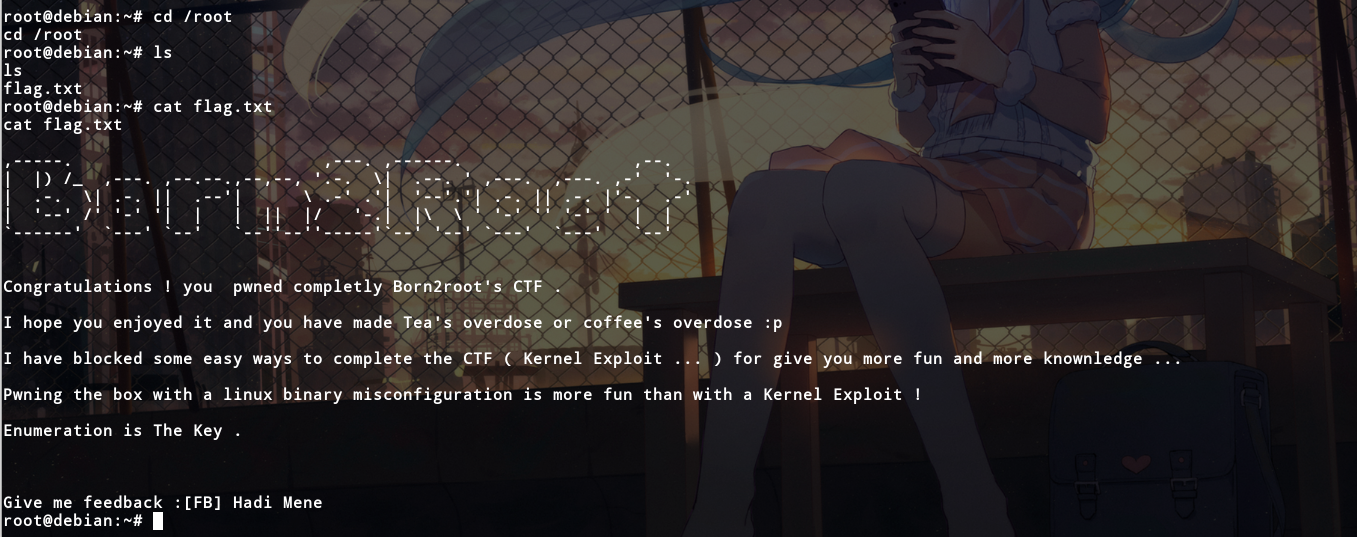 root@debian:~# cd /root
cd /root
root@debian:~# ls
ls
flag.txt
root@debian:~# cat flag.txt
cat flag.txt
Born2Root
Congratulations ! you  pwned completly Born2root's CTF .
I hope you enjoyed it and you have made Tea's overdose or coffee's overdose :p
I have blocked some easy ways to complete the CTF ( Kernel Exploit ... ) for give you more fun and more knownledge ...
Pwning the box with a linux binary misconfiguration is more fun than with a Kernel Exploit !
Enumeration is The Key .
Give me feedback :[FB] Hadi Mene
root@debian:~#